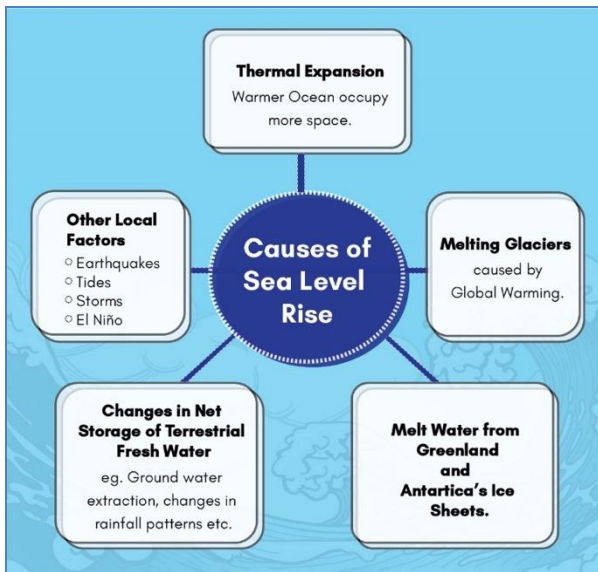 Thermal Expansion
Warmer Ocean occupy
more space.
Other Local
Factors
○ Earthquakes
○ Tides
○ Storms
○ El Niño
Causes of
Sea Level
Rise
Melting Glaciers
caused by
Global Warming.
Changes in Net
Storage of Terrestrial
Fresh Water
eg. Ground water
extraction, changes in
rainfall patterns etc.
Melt Water from
Greenland
and
Antartica's Ice
Sheets.